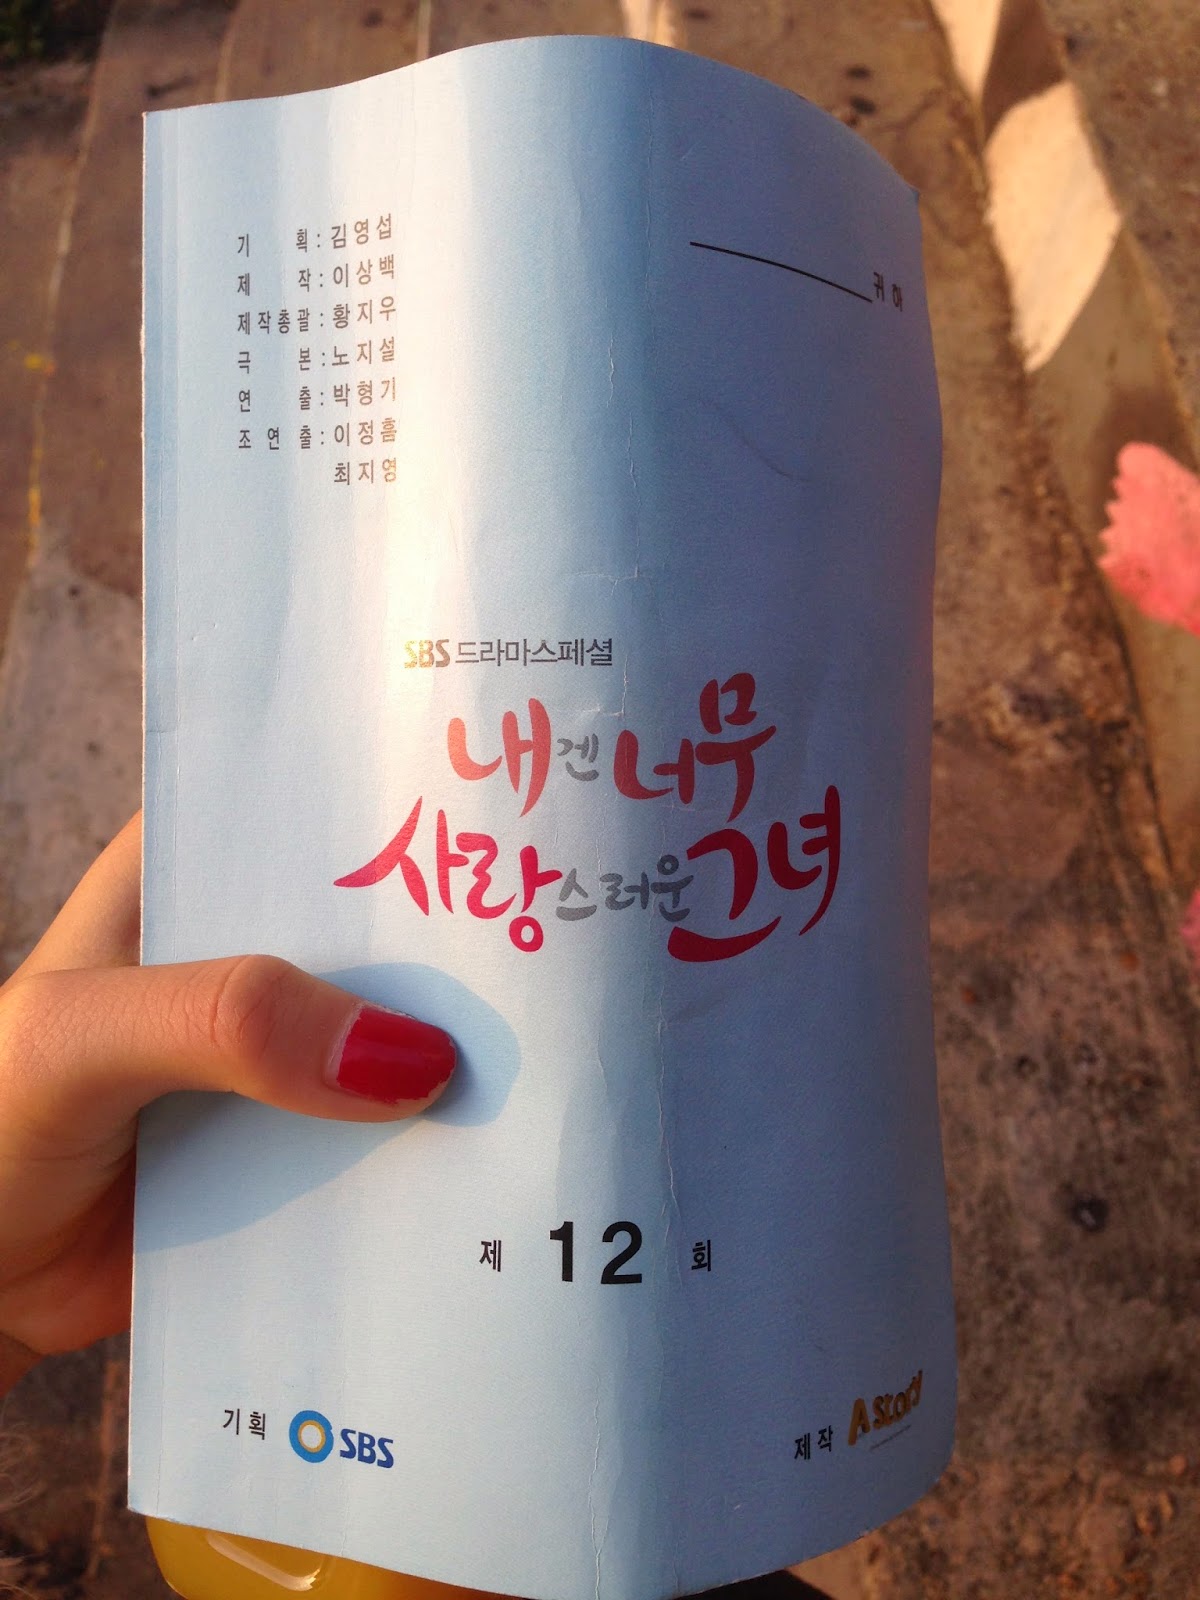 기 획 : 김영섭
제 작 : 이상백
제작총괄 : 황지우
극 본 : 노지설
연 출 : 박형기
조 연 출 : 이정흠
최지영
귀하
SBS 드라마스페셜
내겐 너무
사랑스러운 그녀
제 12 회
기획 SBS
제작 A Story